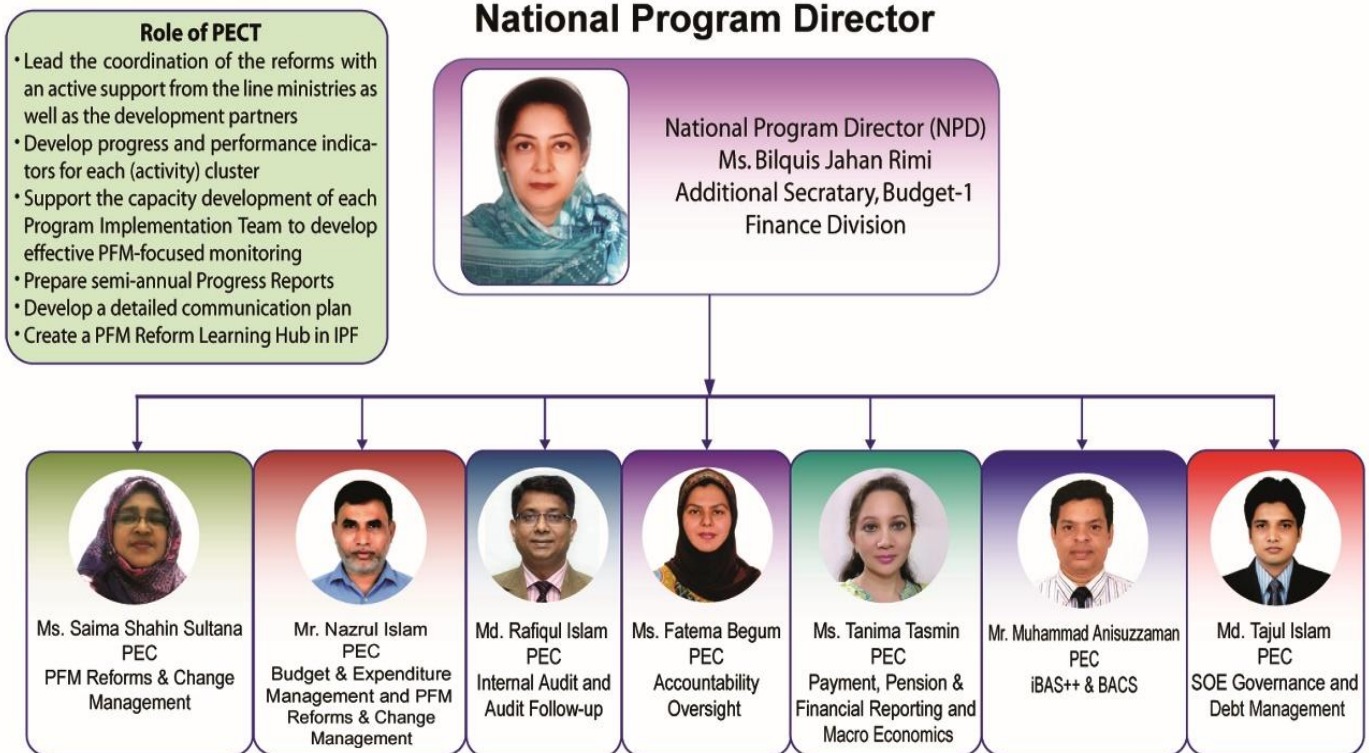 National Program Director
Role of PECT
• Lead the coordination of the reforms with
an active support from the line ministries as
well as the development partners
• Develop progress and performance indica-
tors for each (activity) cluster
• Support the capacity development of each
Program Implementation Team to develop
effective PFM-focused monitoring
• Prepare semi-annual Progress Reports
• Develop a detailed communication plan
• Create a PFM Reform Learning Hub in IPF
National Program Director (NPD)
Ms. Bilquis Jahan Rimi
Additional Secratary, Budget-1
Finance Division
Ms. Saima Shahin Sultana
PEC
PFM Reforms & Change
Management
Mr. Nazrul Islam
PEC
Budget & Expenditure
Management and PFM
Reforms & Change
Management
Md. Rafiqul Islam
PEC
Internal Audit and
Audit Follow-up
Ms. Fatema Begum
PEC
Accountability
Oversight
Ms. Tanima Tasmin
PEC
Payment, Pension &
Financial Reporting and
Macro Economics
Mr. Muhammad Anisuzzaman
PEC
iBAS++ & BACS
Md. Tajul Islam
PEC
SOE Governance and
Debt Management